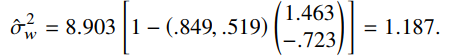 σ̂²_w = 8.903 [ 1 − (.849, .519) ( 1.463 −.723 ) ] = 1.187.